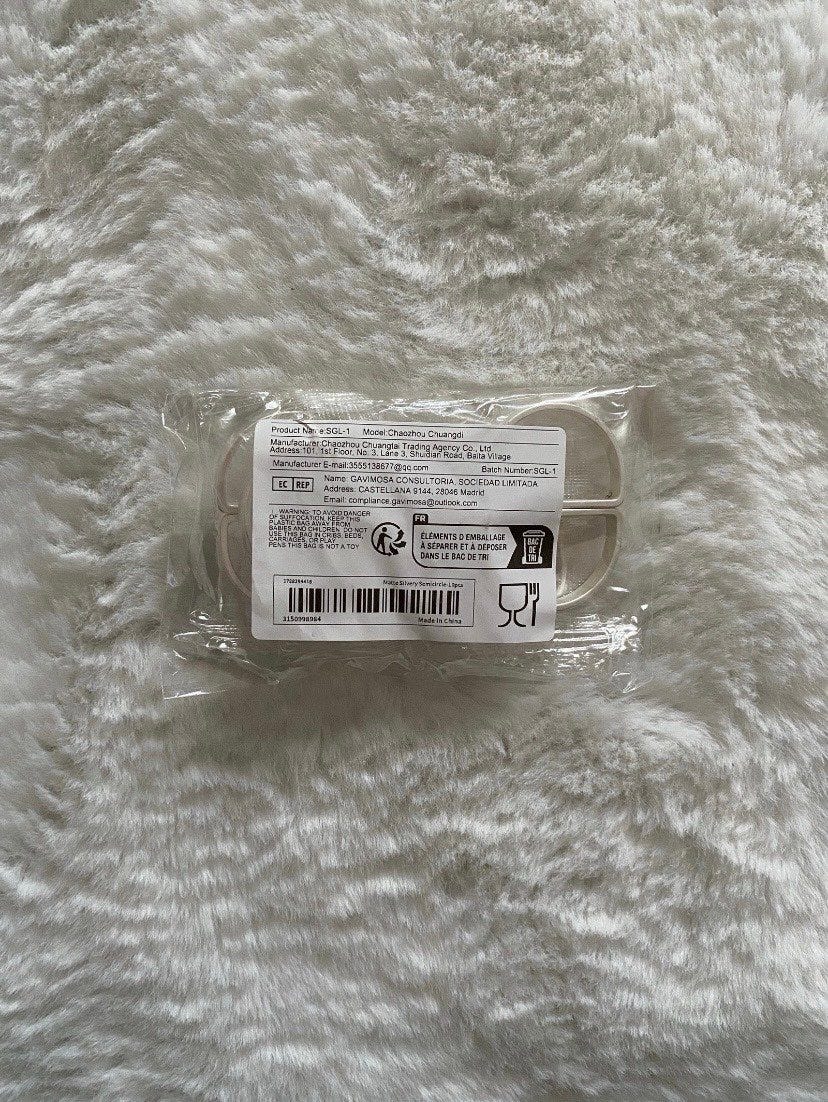 Product Name:SGL-1 Model:Chaozhou Chuangdi
Manufacturer:Chaozhou Chuangtai Trading Agency Co., Ltd
Address:101, 1st Floor, No. 3, Lane 3, Shuidian Road, Baita Village
Manufacturer E-mail:3555138677@qq.com Batch Number:SGL-1
EC REP
Name: GAVIMOSA CONSULTORIA, SOCIEDAD LIMITADA
Address: CASTELLANA 9144, 28046 Madrid
Email: compliance.gavimosa@outlook.com
WARNING: TO AVOID DANGER
OF SUFFOCATION, KEEP THIS
PLASTIC BAG AWAY FROM
BABIES AND CHILDREN. DO NOT
USE THIS BAG IN CRIBS, BEDS,
CARRIAGES, OR PLAY
PENS THIS BAG IS NOT A TOY
FR
ÉLÉMENTS D'EMBALLAGE
À SÉPARER ET À DÉPOSER
DANS LE BAC DE TRI
BAC
DE
TRI
Matte Silvery Semicircle-10pcs
3150998984 Made In China